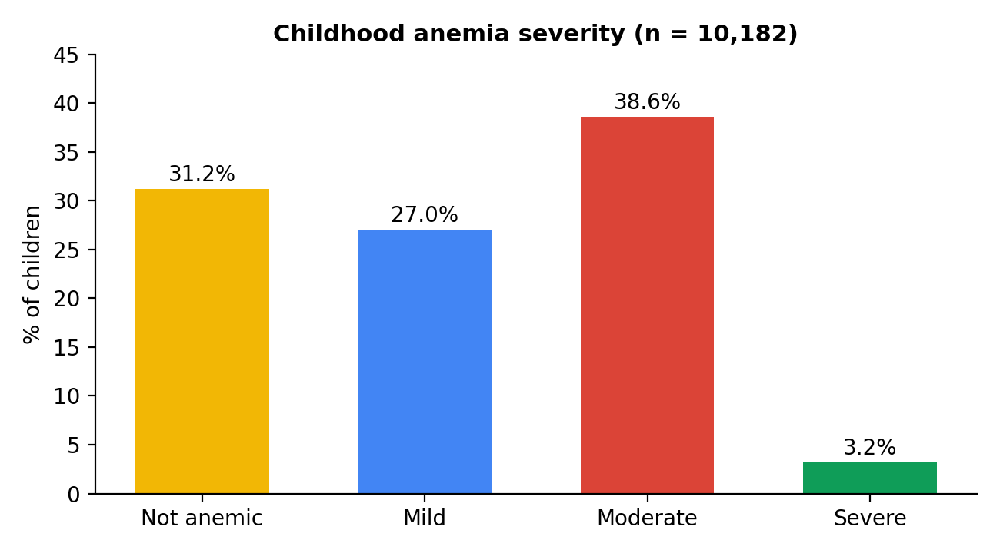 Childhood anemia severity (n = 10,182)
% of children
45
40
35
30
25
20
15
10
5
0
31.2%
27.0%
38.6%
3.2%
Not anemic
Mild
Moderate
Severe